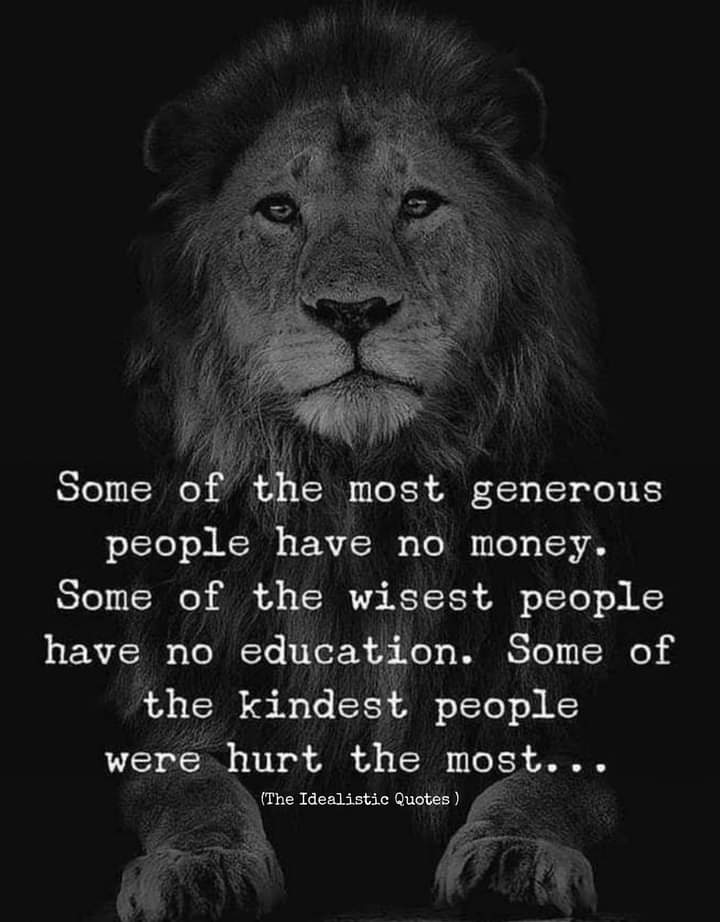 Some of the most generous
people have no money.
Some of the wisest people
have no education. Some of
the kindest people
were hurt the most...
(The Idealistic Quotes )